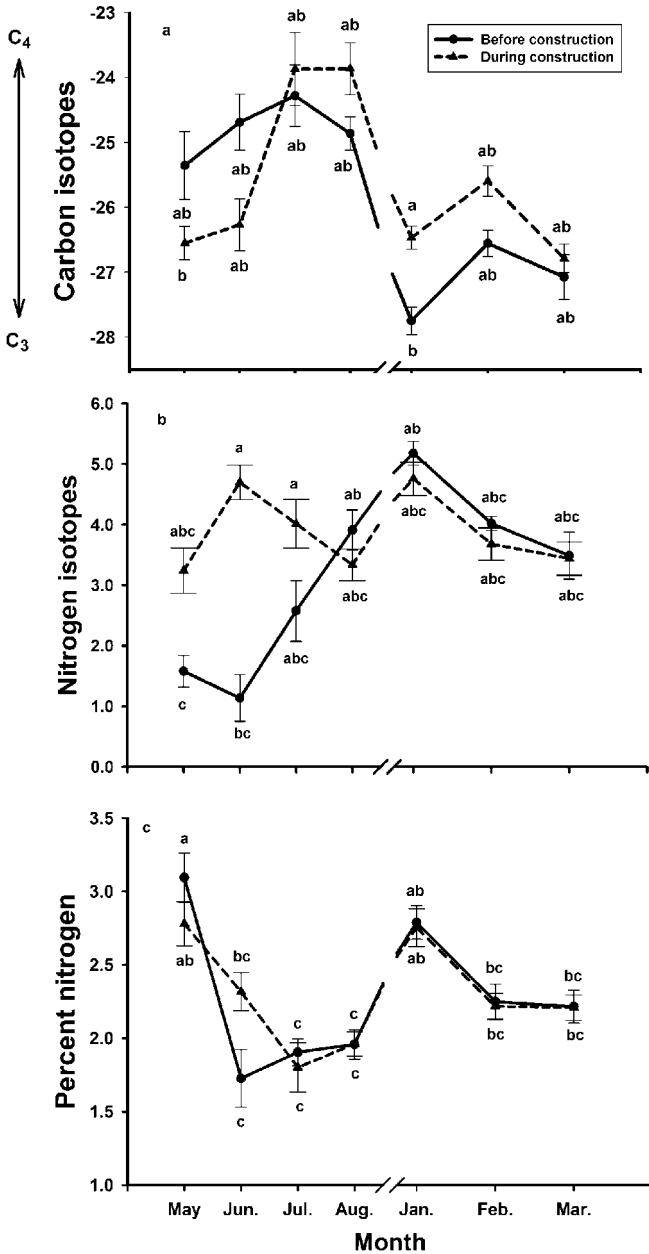 C4
C3
Carbon isotopes
a
-23
-24
-25
-26
-27
-28
Before construction
During construction
ab ab
ab ab ab
ab
b ab
a ab ab
b ab ab
Nitrogen isotopes
b
6.0
5.0
4.0
3.0
2.0
1.0
0.0
abc a a ab ab abc abc
c bc abc abc abc abc abc
Percent nitrogen
c
3.5
3.0
2.5
2.0
1.5
1.0
a bc c c ab bc bc
ab c c c ab bc bc
May Jun. Jul. Aug. Jan. Feb. Mar.
Month